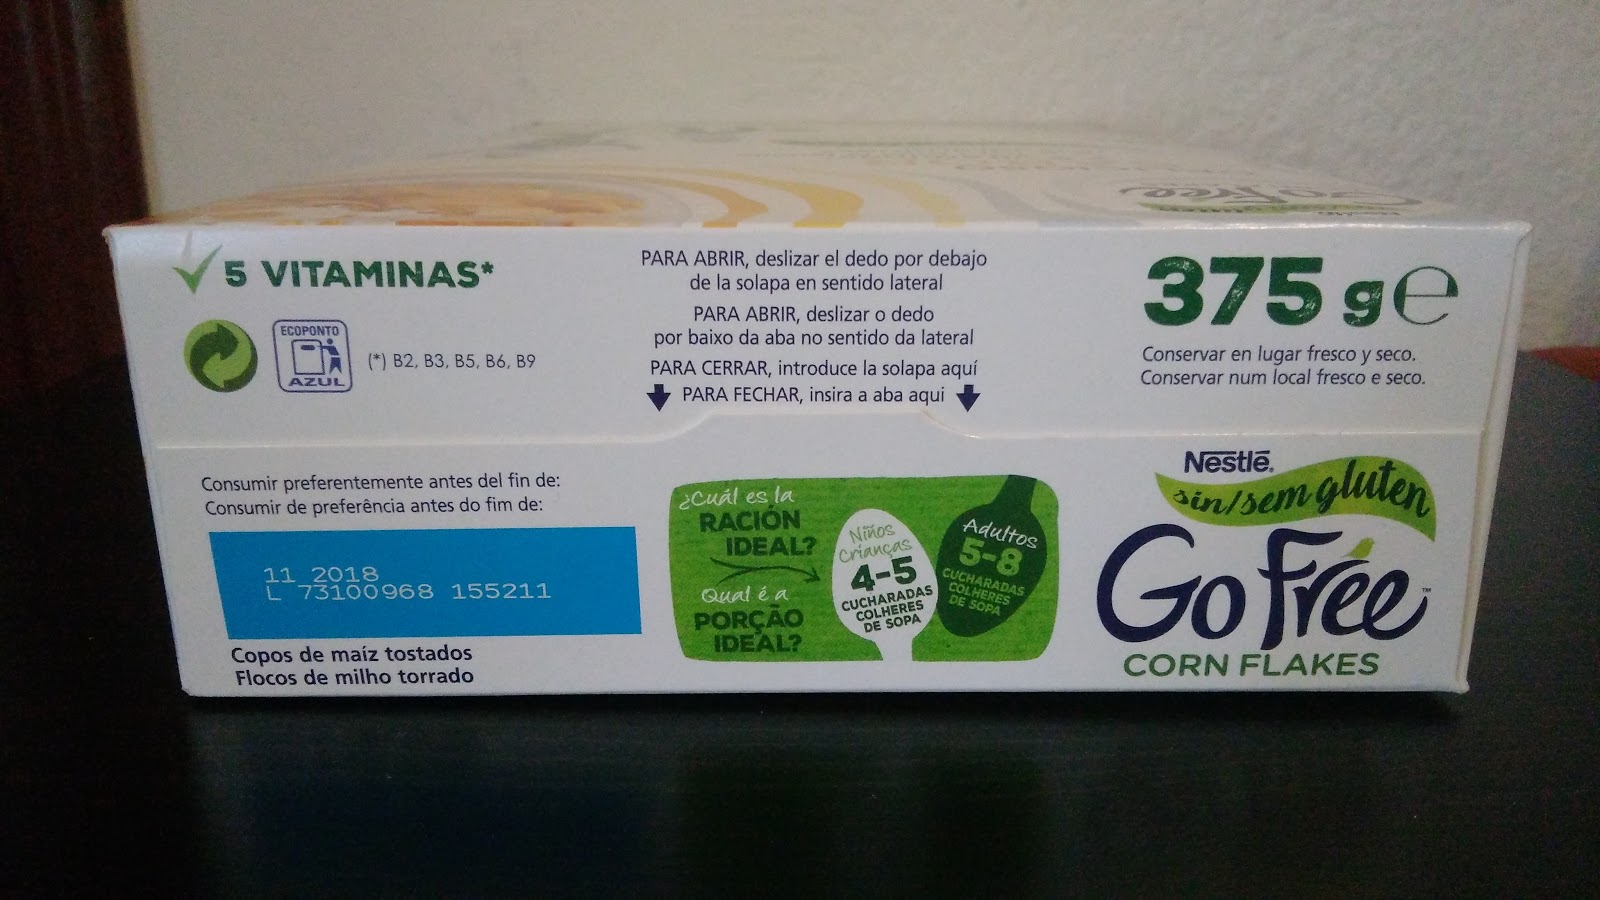 ✓ 5 VITAMINAS*
ECOPONTO
AZUL
(*) B2, B3, B5, B6, B9
PARA ABRIR, deslizar el dedo por debajo
de la solapa en sentido lateral
PARA ABRIR, deslizar o dedo
por baixo da aba no sentido da lateral
PARA CERRAR, introduce la solapa aquí
PARA FECHAR, insira a aba aqui
375 g e
Conservar en lugar fresco y seco.
Conservar num local fresco e seco.
Consumir preferentemente antes del fin de:
Consumir de preferência antes do fim de:
11 2018
L 73100968 155211
Copos de maíz tostados
Flocos de milho torrado
¿Cuál es la
RACIÓN
IDEAL?
Qual é a
PORÇÃO
IDEAL?
Niños
Crianças
4-5
CUCHARADAS
COLHERES
DE SOPA
Adultos
5-8
CUCHARADAS
COLHERES
DE SOPA
Nestlé®
sin/sem gluten
Go Free™
CORN FLAKES